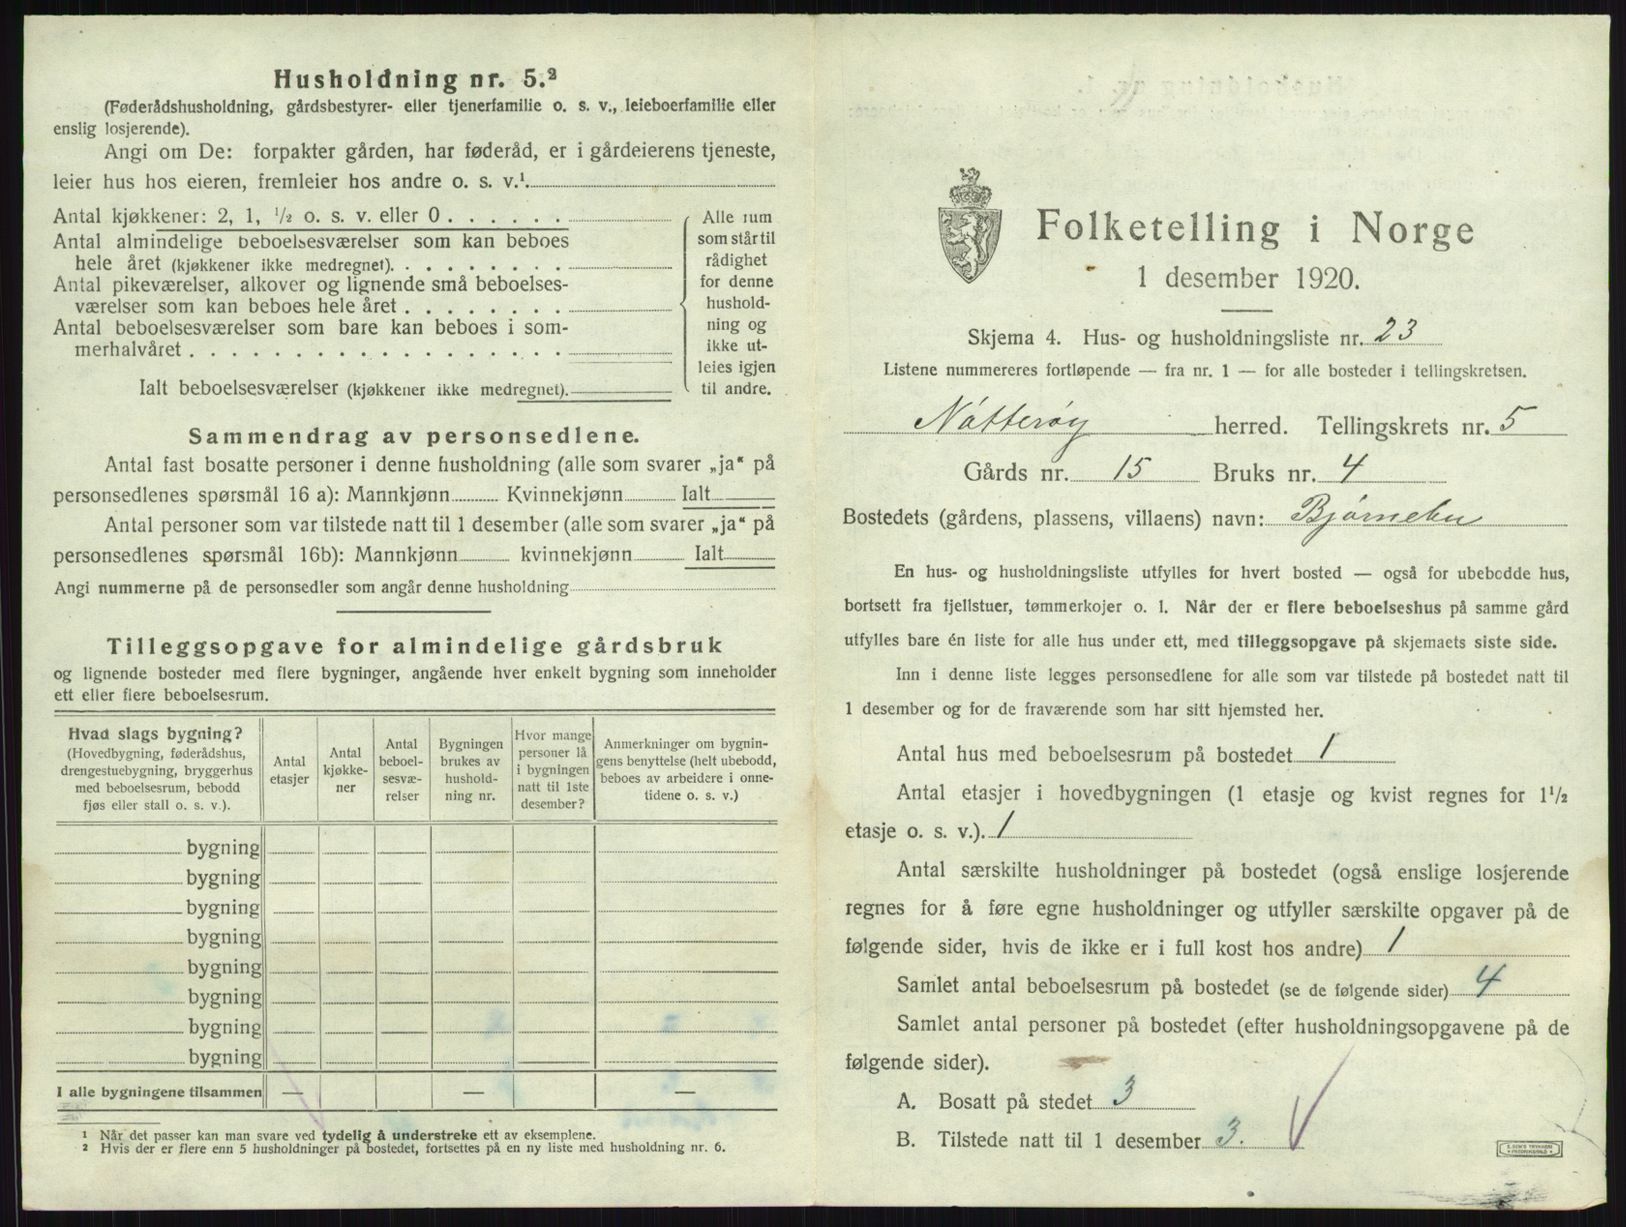 Husholdning nr. 5.²
(Føderådshusholdning, gårdsbestyrer- eller tjenerfamilie o. s. v., leieboerfamilie eller
enslig losjerende).
Angi om De: forpakter gården, har føderåd, er i gårdeierens tjeneste,
leier hus hos eieren, fremleier hos andre o. s. v.¹
Antal kjøkkener: 2, 1, ½ o. s. v. eller 0
Antal almindelige beboelsesværelser som kan beboes
hele året (kjøkkener ikke medregnet).
Antal pikeværelser, alkover og lignende små beboelses-
værelser som kan beboes hele året
Antal beboelsesværelser som bare kan beboes i som-
merhalvåret
Ialt beboelsesværelser (kjøkkener ikke medregnet).
Alle rum
som står til
rådighet
for denne
hushold-
ning og
ikke ut-
leies igjen
til andre.
Sammendrag av personsedlene.
Antal fast bosatte personer i denne husholdning (alle som svarer „ja“ på
personsedlenes spørsmål 16 a): Mannkjønn Kvinnekjønn Ialt
Antal personer som var tilstede natt til 1 desember (alle som svarer „ja“ på
personsedlenes spørsmål 16b): Mannkjønn kvinnekjønn Ialt
Angi nummerne på de personsedler som angår denne husholdning
Tilleggsopgave for almindelige gårdsbruk
og lignende bosteder med flere bygninger, angående hver enkelt bygning som inneholder
ett eller flere beboelsesrum.
Hvad slags bygning?
(Hovedbygning, føderådshus,
drengestuebygning, bryggerhus
med beboelsesrum, bebodd
fjøs eller stall o. s. v.).
Antal
etasjer
Antal
kjøkke-
ner
Antal
beboel-
sesvæ-
relser
Bygningen
brukes av
hushold-
ning nr.
Hvor mange
personer lå
i bygningen
natt til 1ste
desember?
Anmerkninger om bygnin-
gens benyttelse (helt ubebodd,
beboes av arbeidere i onne-
tidene o. s. v.)
bygning
bygning
bygning
bygning
bygning
bygning
bygning
bygning
I alle bygningene tilsammen — — —
¹ Når det passer kan man svare ved tydelig å understreke ett av eksemplene.
² Hvis der er flere enn 5 husholdninger på bostedet, fortsettes på en ny liste med husholdning nr. 6.
Folketelling i Norge
1 desember 1920.
Skjema 4. Hus- og husholdningsliste nr. 23
Listene nummereres fortløpende — fra nr. 1 — for alle bosteder i tellingskretsen.
Nøtterøy herred. Tellingskrets nr. 5
Gårds nr. 15 Bruks nr. 4
Bostedets (gårdens, plassens, villaens) navn: Bjørnebu
En hus- og husholdningsliste utfylles for hvert bosted — også for ubebodde hus,
bortsett fra fjellstuer, tømmerkojer o. l. Når der er flere beboelseshus på samme gård
utfylles bare én liste for alle hus under ett, med tilleggsopgave på skjemaets siste side.
Inn i denne liste legges personsedlene for alle som var tilstede på bostedet natt til
1 desember og for de fraværende som har sitt hjemsted her.
Antal hus med beboelsesrum på bostedet 1
Antal etasjer i hovedbygningen (1 etasje og kvist regnes for 1½
etasje o. s. v.). 1
Antal særskilte husholdninger på bostedet (også enslige losjerende
regnes for å føre egne husholdninger og utfyller særskilte opgaver på de
følgende sider, hvis de ikke er i full kost hos andre) 1
Samlet antal beboelsesrum på bostedet (se de følgende sider) 4
Samlet antal personer på bostedet (efter husholdningsopgavene på de
følgende sider).
A. Bosatt på stedet 3
B. Tilstede natt til 1 desember 3.